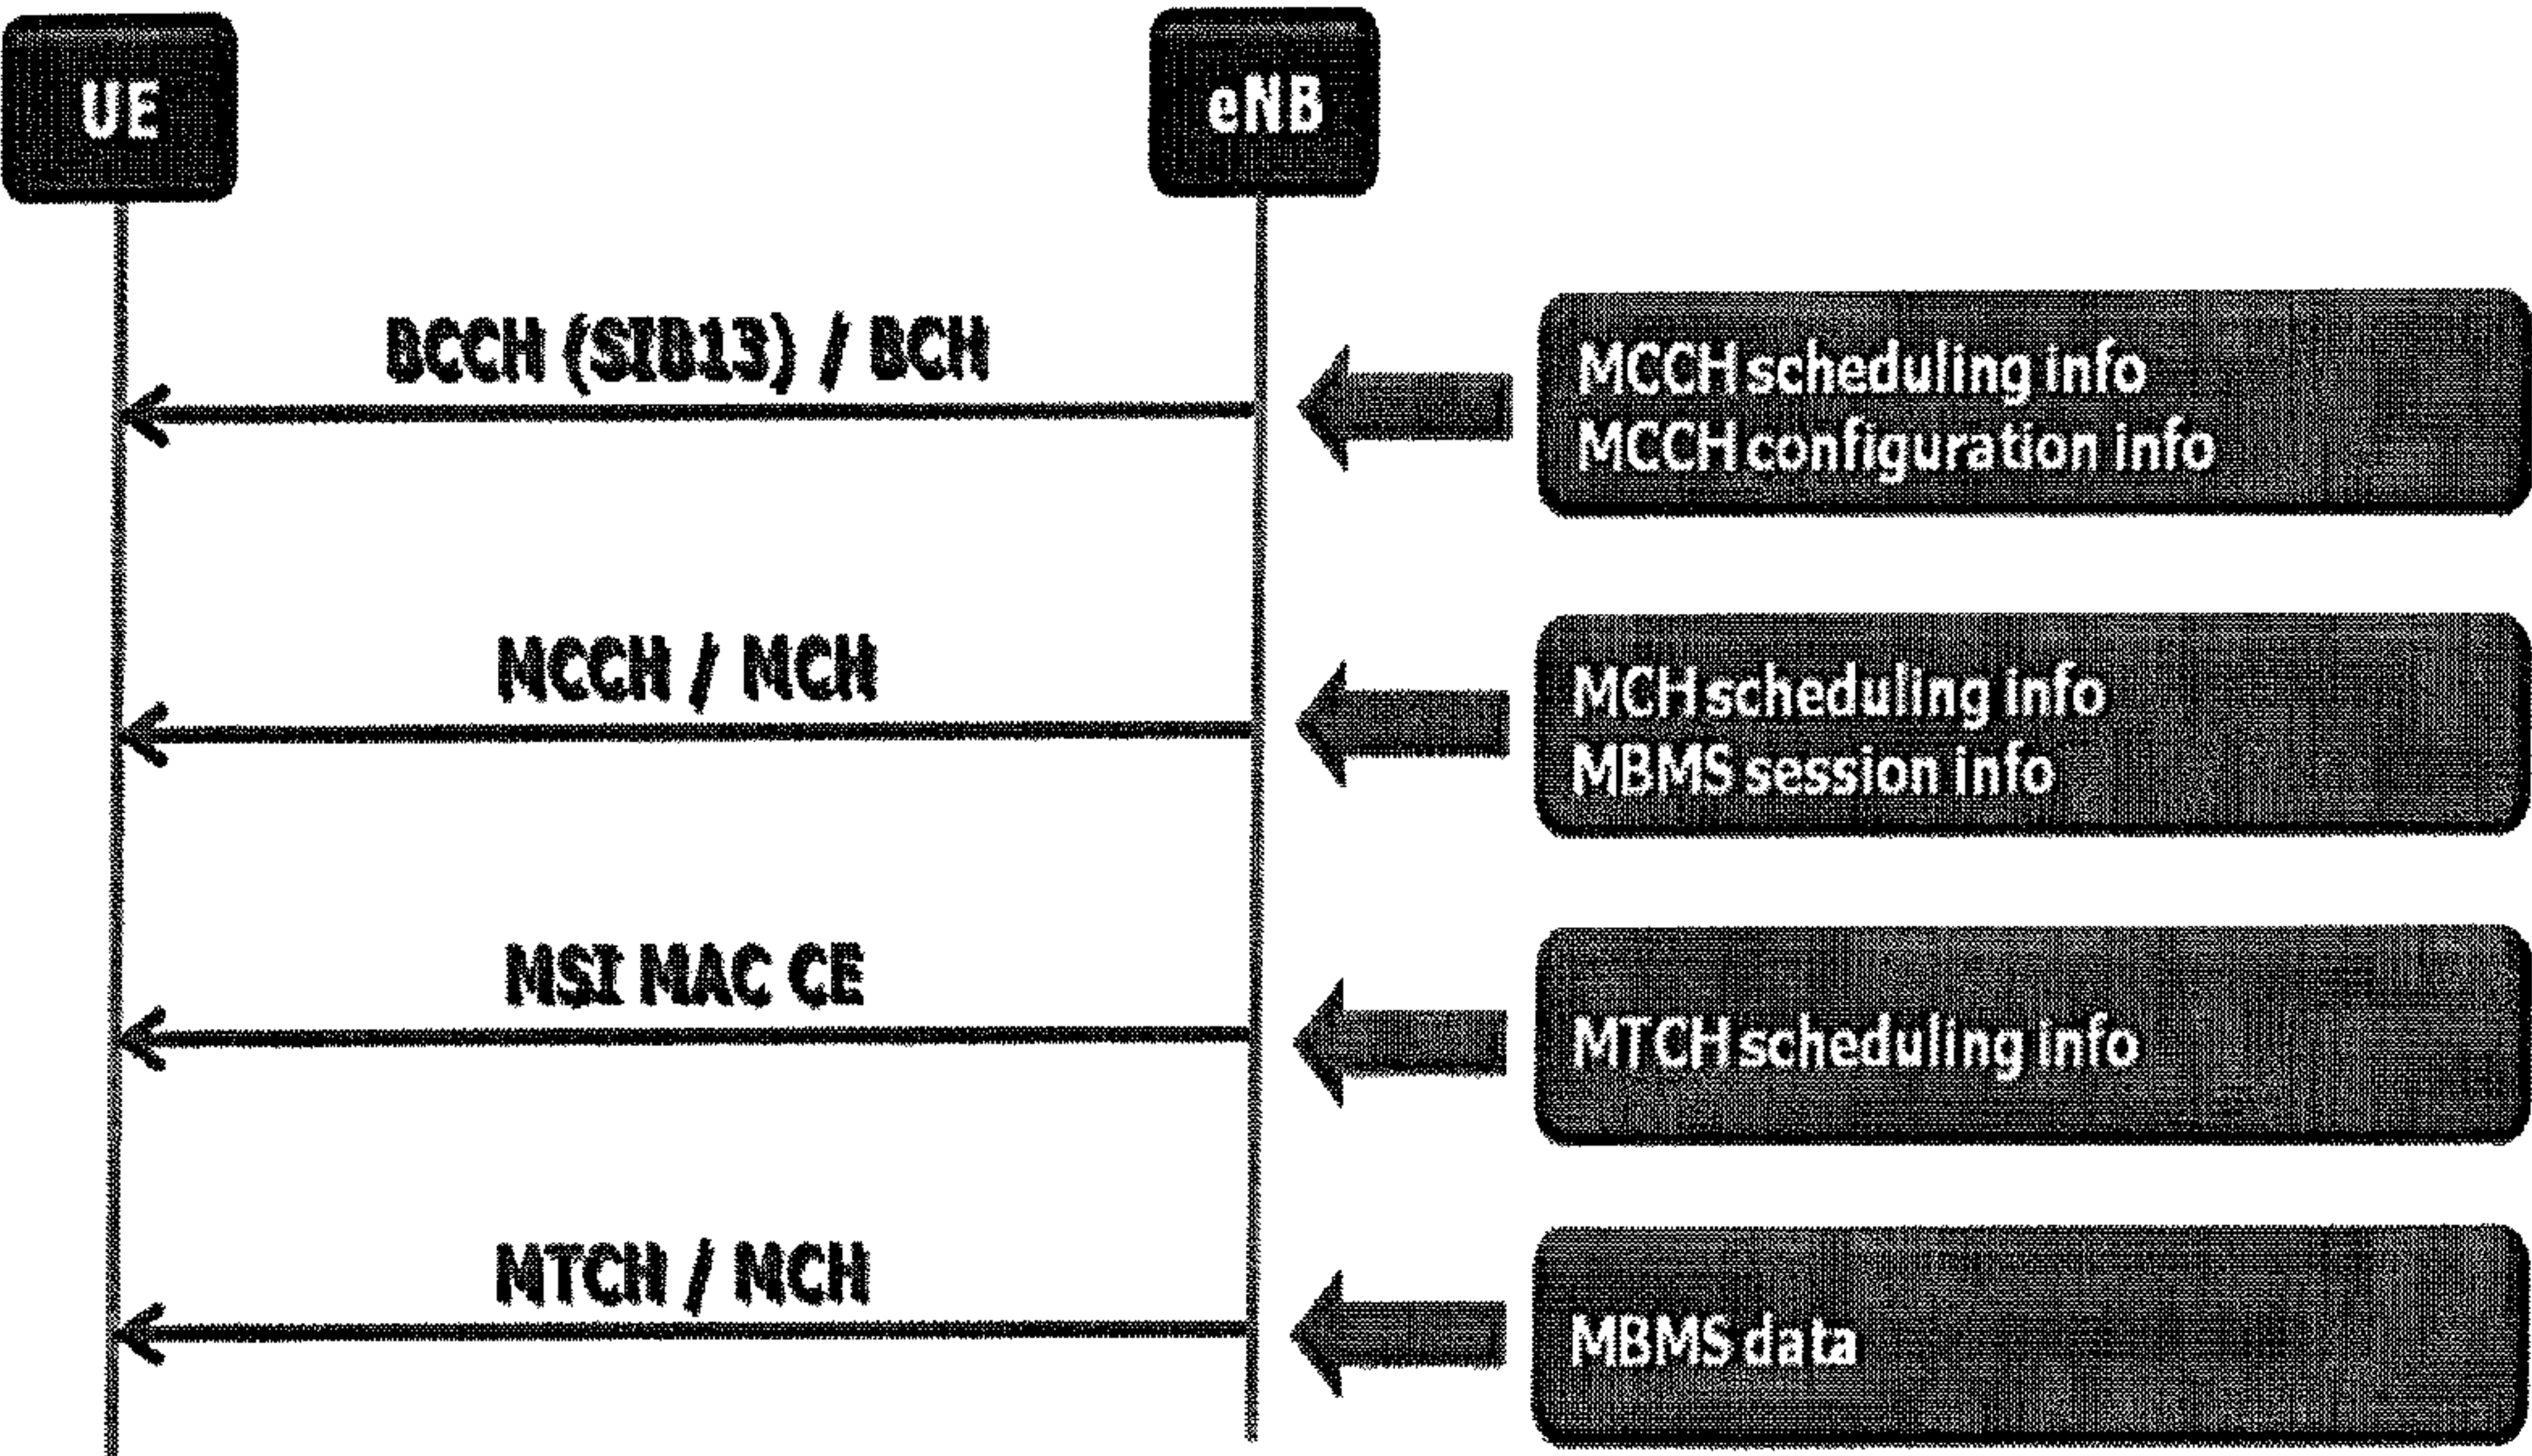 UE
eNB
BCCH (SIB13) / BCH
MCCH scheduling info
MCCH configuration info
MCCH / MCH
MCH scheduling info
MBMS session info
MSI MAC CE
MTCH scheduling info
MTCH / MCH
MBMS data